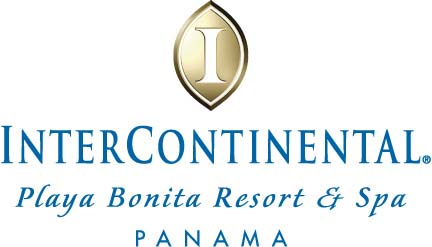 I
INTERCONTINENTAL®
Playa Bonita Resort & Spa
PANAMA